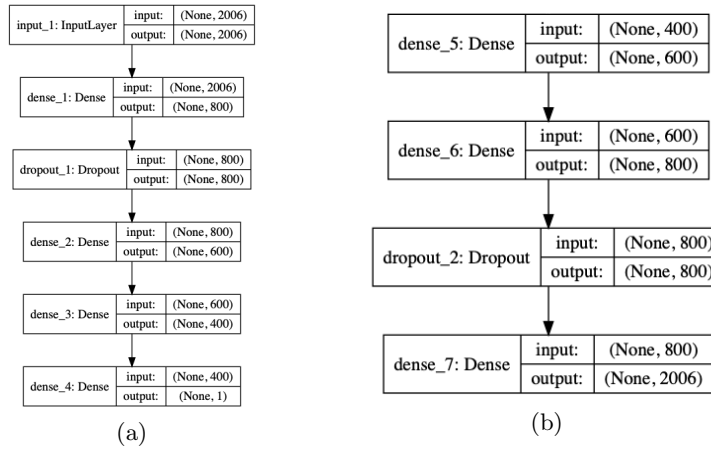 input_1: InputLayer input: (None, 2006)
output: (None, 2006)
dense_1: Dense input: (None, 2006)
output: (None, 800)
dropout_1: Dropout input: (None, 800)
output: (None, 800)
dense_2: Dense input: (None, 800)
output: (None, 600)
dense_3: Dense input: (None, 600)
output: (None, 400)
dense_4: Dense input: (None, 400)
output: (None, 1)
(a)
dense_5: Dense input: (None, 400)
output: (None, 600)
dense_6: Dense input: (None, 600)
output: (None, 800)
dropout_2: Dropout input: (None, 800)
output: (None, 800)
dense_7: Dense input: (None, 800)
output: (None, 2006)
(b)